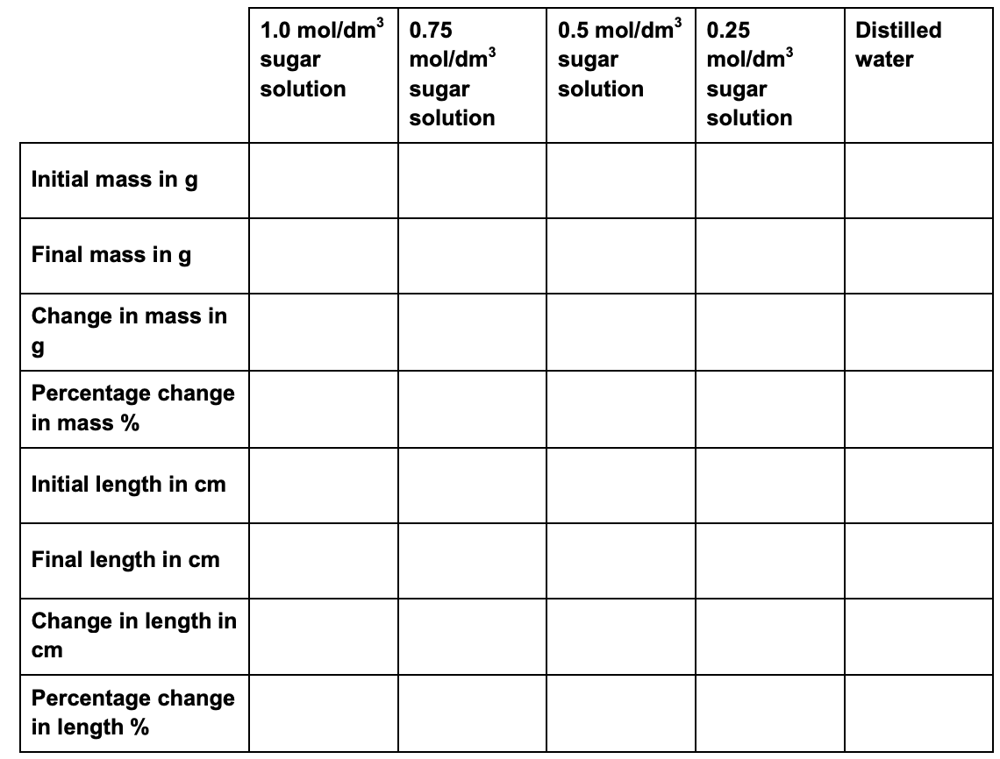 1.0 mol/dm³
sugar
solution
0.75
mol/dm³
sugar
solution
0.5 mol/dm³
sugar
solution
0.25
mol/dm³
sugar
solution
Distilled
water
Initial mass in g
Final mass in g
Change in mass in
g
Percentage change
in mass %
Initial length in cm
Final length in cm
Change in length in
cm
Percentage change
in length %